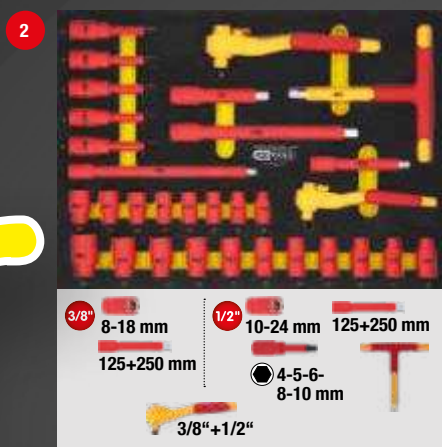 2
3/8"
8-18 mm
125+250 mm
1/2"
10-24 mm
125+250 mm
4-5-6-
8-10 mm
3/8“+1/2“